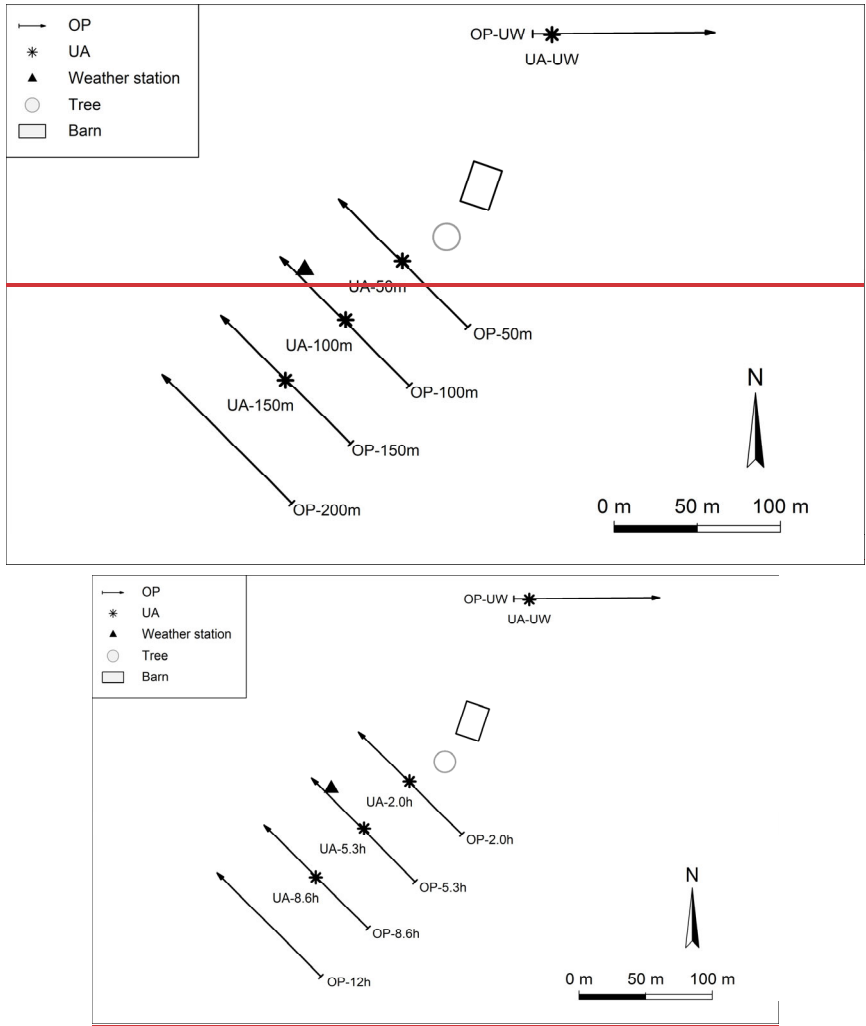 OP
UA
Weather station
Tree
Barn
OP-UW
UA-UW
UA-50m
OP-50m
UA-100m
OP-100m
UA-150m
OP-150m
OP-200m
N
0 m 50 m 100 m
OP
UA
Weather station
Tree
Barn
OP-UW
UA-UW
UA-2.0h
OP-2.0h
UA-5.3h
OP-5.3h
UA-8.6h
OP-8.6h
OP-12h
N
0 m 50 m 100 m